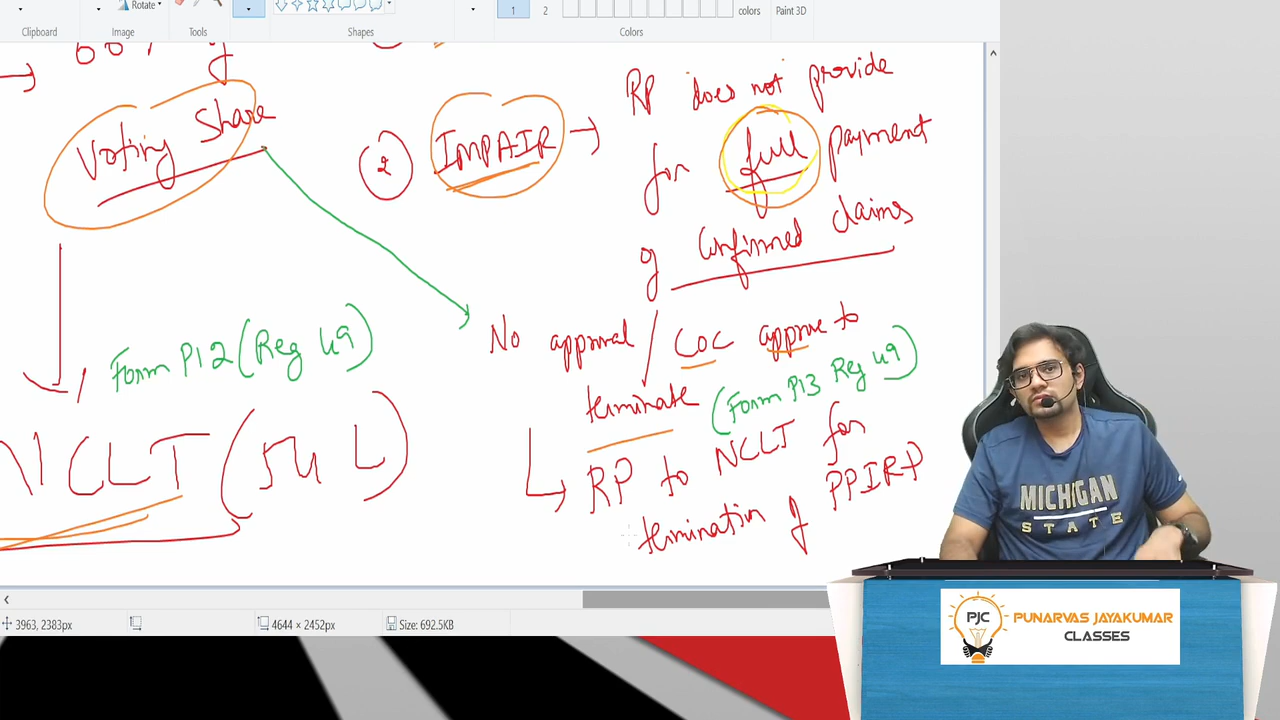 Rotate
1
2
colors
Paint 3D
Clipboard
Image
Tools
Shapes
Colors
66%
Voting Share
2
IMPAIR
RP does not provide
for full payment
of Confirmed claims
Form P12 (Reg 49)
NCLT (54 L)
No approval / COC approve to
terminate (Form P13 Reg 49)
RP to NCLT for
termination of PPIRP
3963, 2383px
4644 × 2452px
Size: 692.5KB
MICHIGAN
STATE
PJC
PUNARVAS JAYAKUMAR
CLASSES